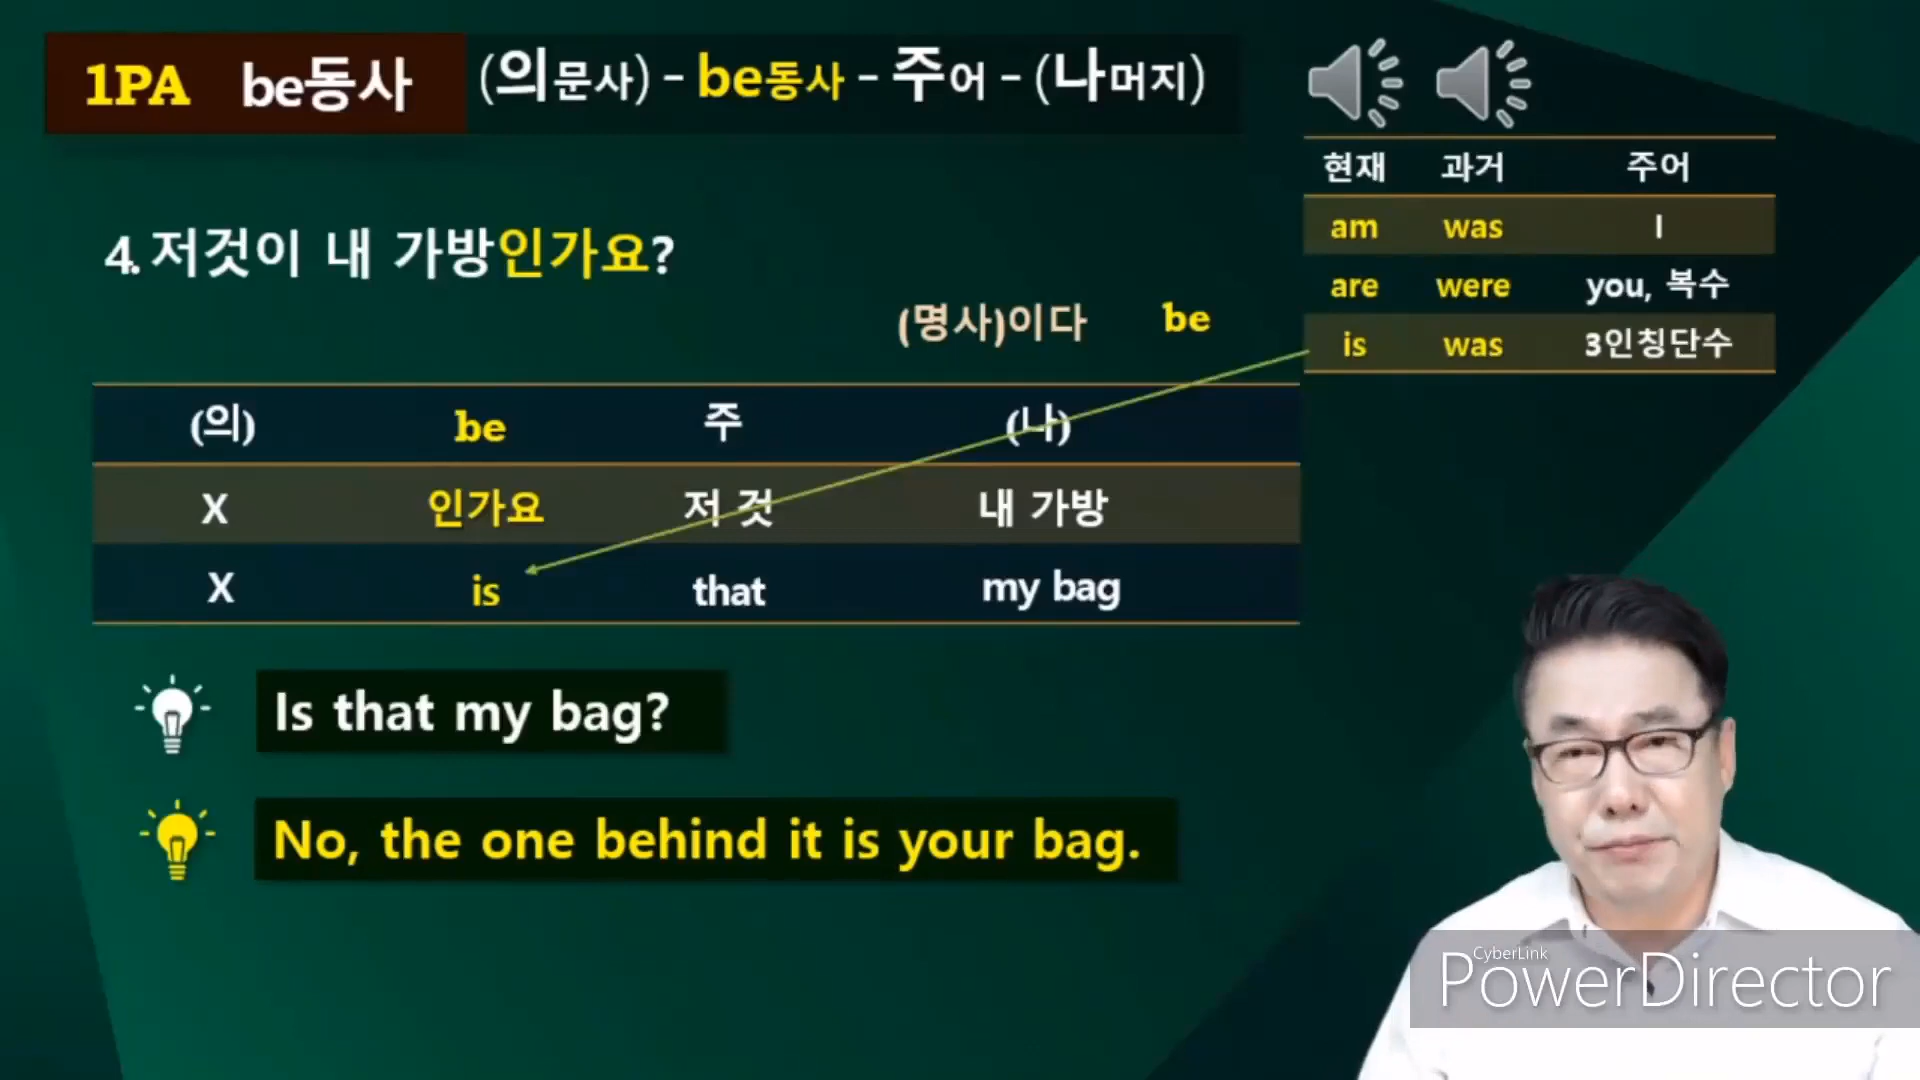 1PA be동사 (의문사) - be동사 - 주어 - (나머지)
현재 과거 주어
am was I
are were you, 복수
is was 3인칭단수
4. 저것이 내 가방인가요?
(명사)이다 be
(의) be 주 (나)
X 인가요 저 것 내 가방
X is that my bag
Is that my bag?
No, the one behind it is your bag.
CyberLink
PowerDirector